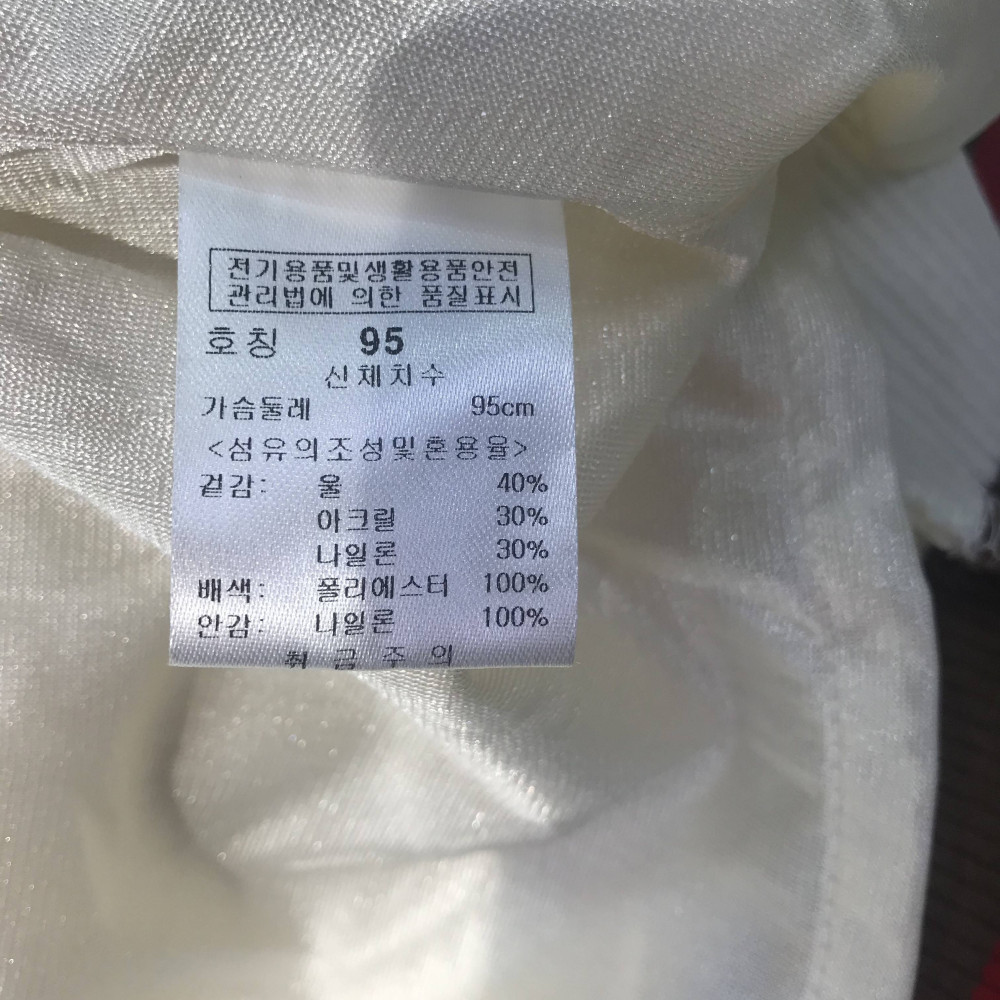 전기용품및생활용품안전
관리법에 의한 품질표시
호칭 95
신체치수
가슴둘레 95cm
<섬유의조성및혼용율>
겉감: 울 40%
아크릴 30%
나일론 30%
배색: 폴리에스터 100%
안감: 나일론 100%
취급주의